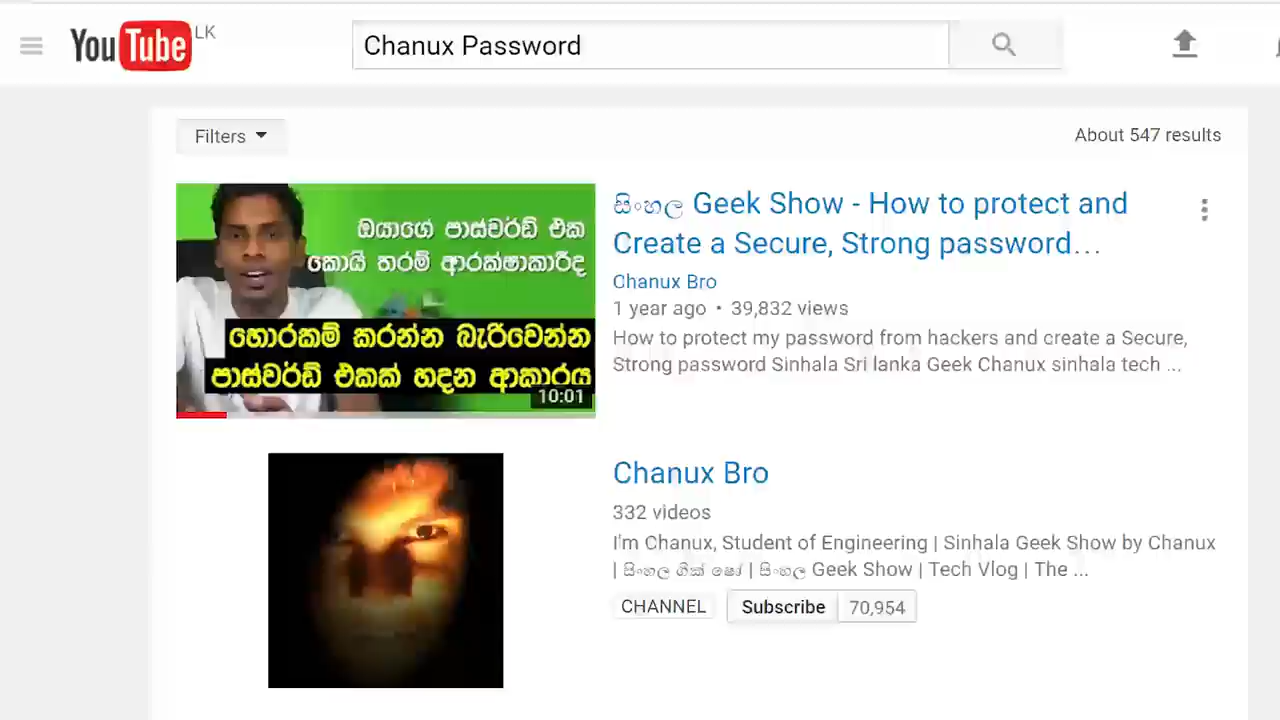 YouTube LK
Chanux Password
Filters
About 547 results
ඔයාගේ පාස්වර්ඩ් එක
කොයි තරම් ආරක්ෂාකාරීද
හොරකම් කරන්න බැරිවෙන්න
පාස්වර්ඩ් එකක් හදන ආකාරය
10:01
සිංහල Geek Show - How to protect and
Create a Secure, Strong password...
Chanux Bro
1 year ago • 39,832 views
How to protect my password from hackers and create a Secure,
Strong password Sinhala Sri lanka Geek Chanux sinhala tech ...
Chanux Bro
332 videos
I'm Chanux, Student of Engineering | Sinhala Geek Show by Chanux
| සිංහල ගීක් ෂෝ | සිංහල Geek Show | Tech Vlog | The ...
CHANNEL Subscribe 70,954